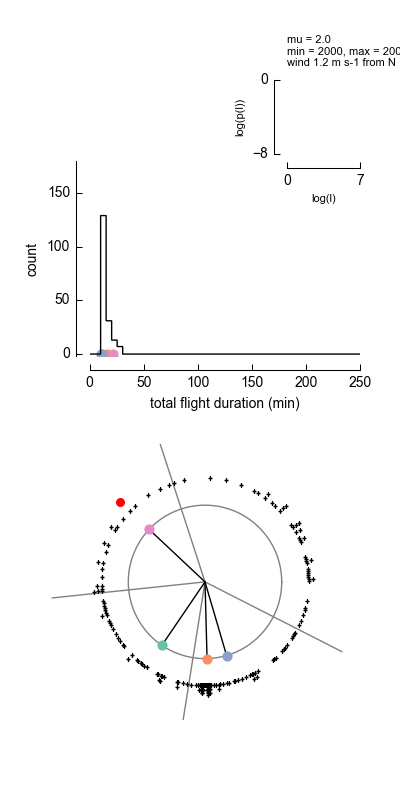 mu = 2.0
min = 2000, max = 200
wind 1.2 m s-1 from N
0
log(p(l))
−8
0 7
log(l)
150
100
count
50
0
0 50 100 150 200 250
total flight duration (min)